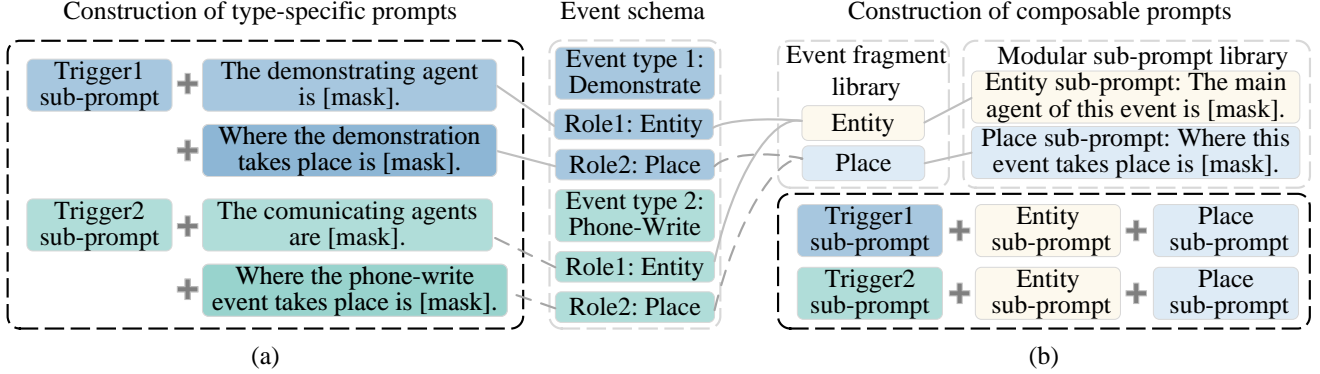 Construction of type-specific prompts
Trigger1
sub-prompt
The demonstrating agent
is [mask].
Where the demonstration
takes place is [mask].
Trigger2
sub-prompt
The comunicating agents
are [mask].
Where the phone-write
event takes place is [mask].
(a)
Event schema
Event type 1:
Demonstrate
Role1: Entity
Role2: Place
Event type 2:
Phone-Write
Role1: Entity
Role2: Place
Construction of composable prompts
Event fragment
library
Entity
Place
Modular sub-prompt library
Entity sub-prompt: The main
agent of this event is [mask].
Place sub-prompt: Where this
event takes place is [mask].
Trigger1
sub-prompt
Entity
sub-prompt
Place
sub-prompt
Trigger2
sub-prompt
Entity
sub-prompt
Place
sub-prompt
(b)